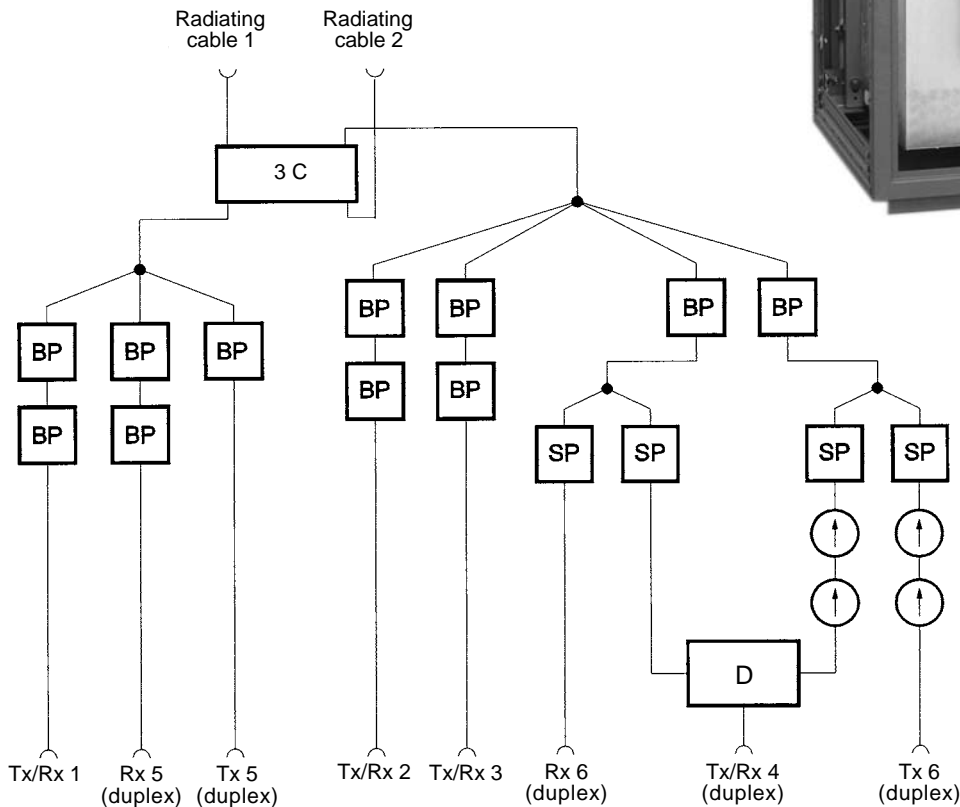 Radiating
cable 1
Radiating
cable 2
3 C
BP
BP
BP
BP
BP
BP
BP
BP
BP
BP
BP
SP
SP
SP
SP
D
Tx/Rx 1
Rx 5
(duplex)
Tx 5
(duplex)
Tx/Rx 2
Tx/Rx 3
Rx 6
(duplex)
Tx/Rx 4
(duplex)
Tx 6
(duplex)